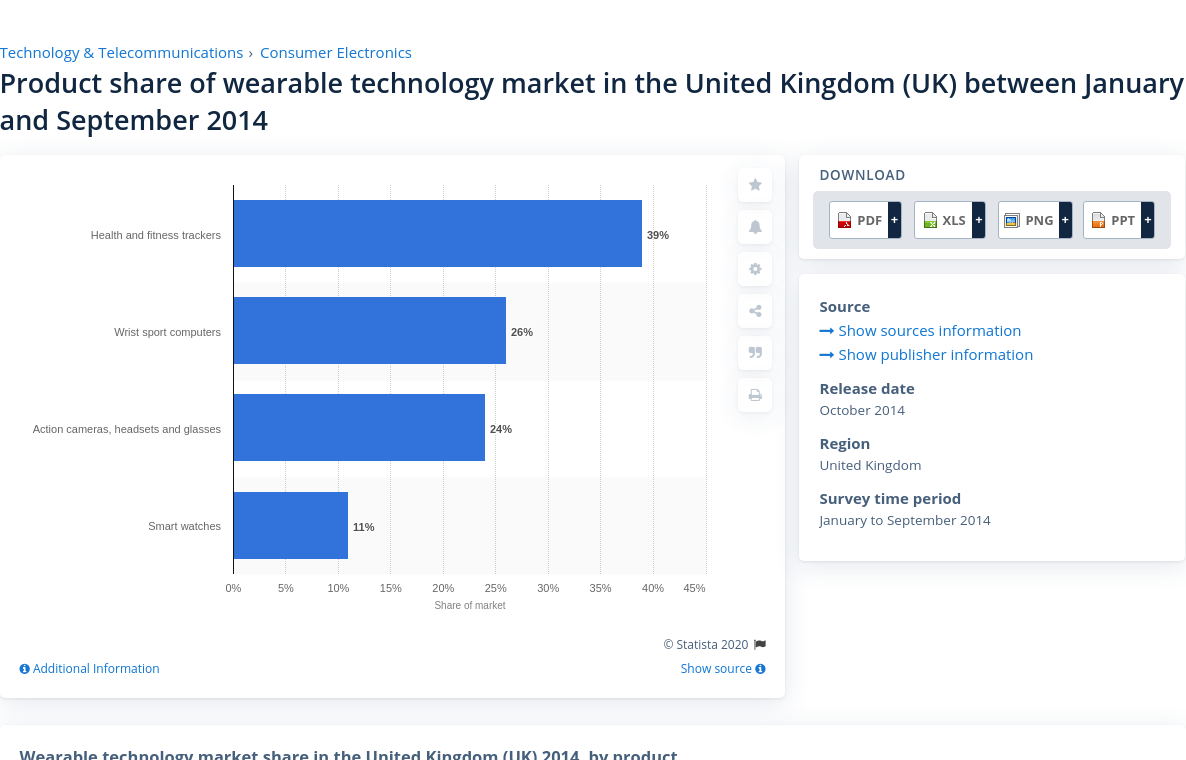 Technology & Telecommunications › Consumer Electronics
Product share of wearable technology market in the United Kingdom (UK) between January
and September 2014
Health and fitness trackers
39%
Wrist sport computers
26%
Action cameras, headsets and glasses
24%
Smart watches
11%
0% 5% 10% 15% 20% 25% 30% 35% 40% 45%
Share of market
© Statista 2020
Additional Information
Show source
DOWNLOAD
PDF + XLS + PNG + PPT +
Source
Show sources information
Show publisher information
Release date
October 2014
Region
United Kingdom
Survey time period
January to September 2014
Wearable technology market share in the United Kingdom (UK) 2014, by product